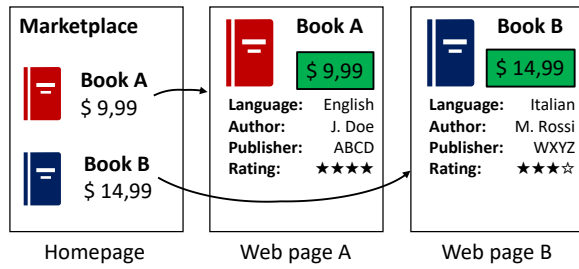 Marketplace
Book A
$ 9,99
Book B
$ 14,99
Homepage
Book A
$ 9,99
Language: English
Author: J. Doe
Publisher: ABCD
Rating: ★★★★
Web page A
Book B
$ 14,99
Language: Italian
Author: M. Rossi
Publisher: WXYZ
Rating: ★★★☆
Web page B